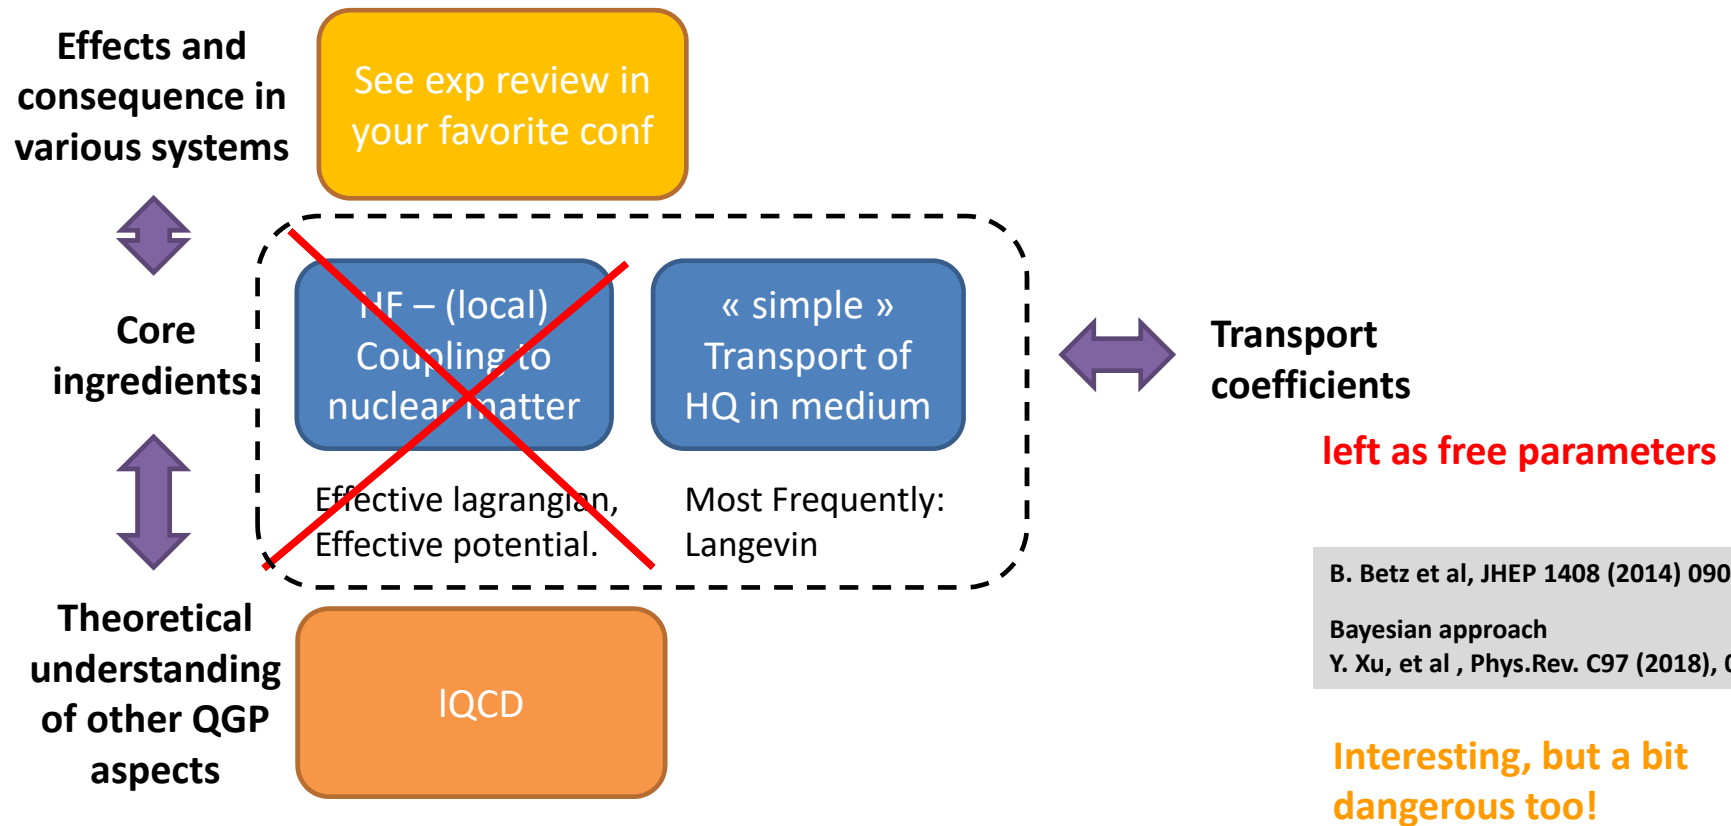 Effects and
consequence in
various systems
See exp review in
your favorite conf
Core
ingredients:
HF – (local)
Coupling to
nuclear matter
« simple »
Transport of
HQ in medium
Effective lagrangian,
Effective potential.
Most Frequently:
Langevin
Transport
coefficients
left as free parameters
B. Betz et al, JHEP 1408 (2014) 090
Bayesian approach
Y. Xu, et al , Phys.Rev. C97 (2018),
Theoretical
understanding
of other QGP
aspects
lQCD
Interesting, but a bit
dangerous too!